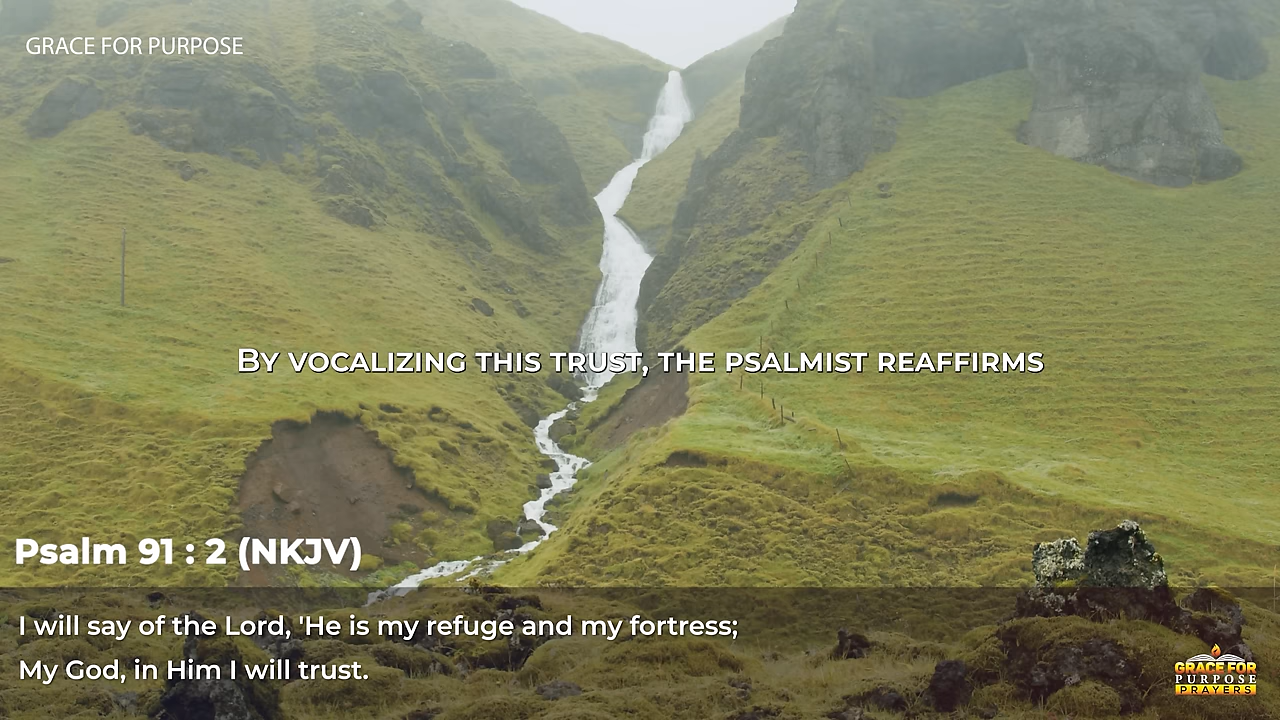 GRACE FOR PURPOSE
By vocalizing this trust, the psalmist reaffirms
Psalm 91 : 2 (NKJV)
I will say of the Lord, 'He is my refuge and my fortress;
My God, in Him I will trust.
GRACE FOR
PURPOSE
PRAYERS